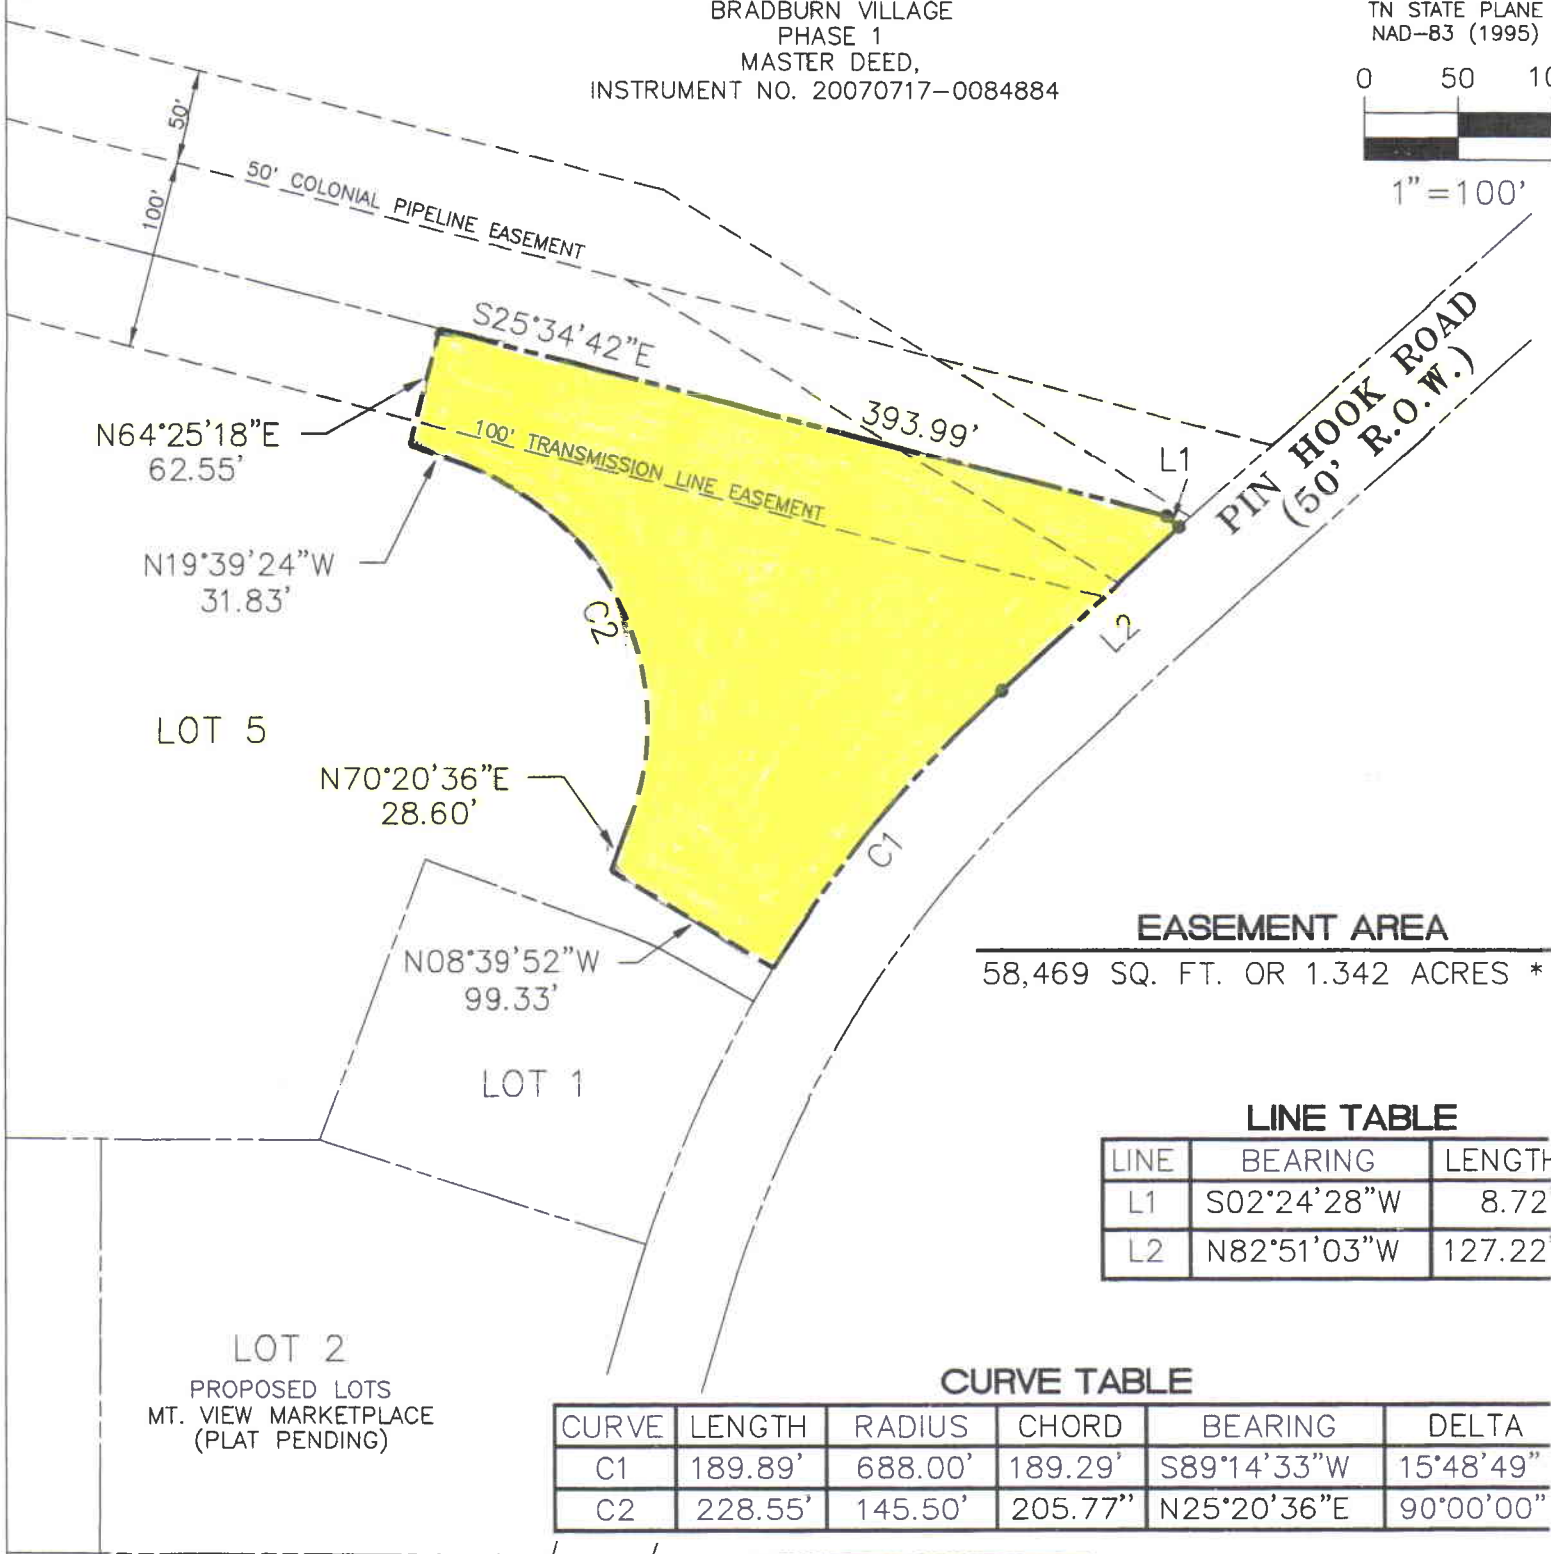 BRADBURN VILLAGE
PHASE 1
MASTER DEED,
INSTRUMENT NO. 20070717-0084884
TN STATE PLANE
NAD-83 (1995)
0 50 10
1"=100'
50'
100'
50' COLONIAL PIPELINE EASEMENT
S25°34'42"E
393.99'
L1
PIN HOOK ROAD
(50' R.O.W.)
N64°25'18"E
62.55'
100' TRANSMISSION LINE EASEMENT
N19°39'24"W
31.83'
C2
L2
LOT 5
N70°20'36"E
28.60'
C1
N08°39'52"W
99.33'
EASEMENT AREA
58,469 SQ. FT. OR 1.342 ACRES *
LOT 1
LINE TABLE
LINE BEARING LENGTH
L1 S02°24'28"W 8.72
L2 N82°51'03"W 127.22'
LOT 2
PROPOSED LOTS
MT. VIEW MARKETPLACE
(PLAT PENDING)
CURVE TABLE
CURVE LENGTH RADIUS CHORD BEARING DELTA
C1 189.89' 688.00' 189.29' S89°14'33"W 15°48'49"
C2 228.55' 145.50' 205.77" N25°20'36"E 90°00'00"